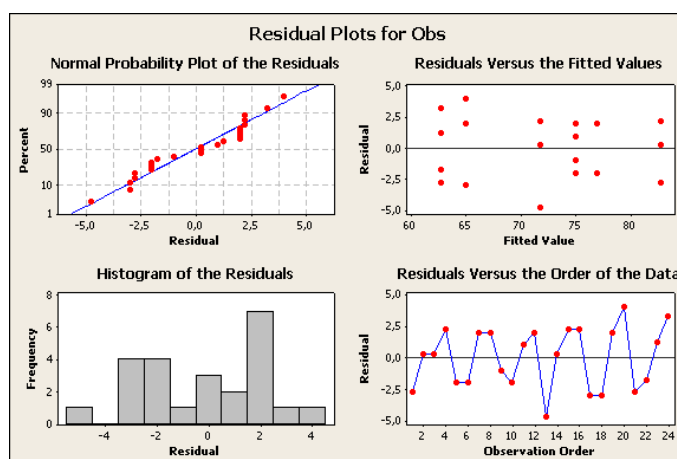 Residual Plots for Obs
Normal Probability Plot of the Residuals
99
90
50
10
1
Percent
-5,0 -2,5 0,0 2,5 5,0
Residual
Residuals Versus the Fitted Values
5,0
2,5
0,0
-2,5
-5,0
Residual
60 65 70 75 80
Fitted Value
Histogram of the Residuals
8
6
4
2
0
Frequency
-4 -2 0 2 4
Residual
Residuals Versus the Order of the Data
5,0
2,5
0,0
-2,5
-5,0
Residual
2 4 6 8 10 12 14 16 18 20 22 24
Observation Order